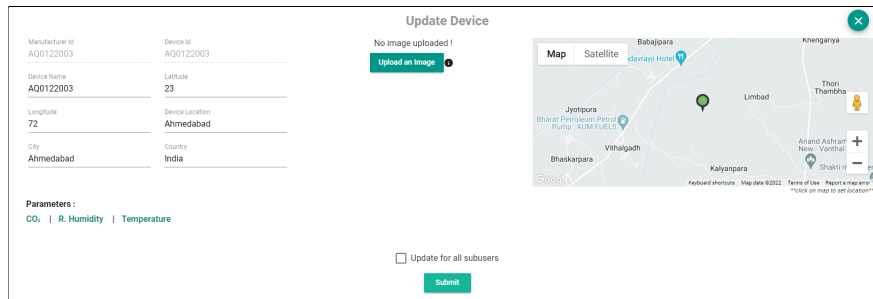 Update Device
Manufacturer Id
AQ0122003
Device Id
AQ0122003
Device Name
AQ0122003
Latitude
23
Longitude
72
Device Location
Ahmedabad
City
Ahmedabad
Country
India
No image uploaded !
Upload an Image
Map
Satellite
Babajipara
Khenganya
davrayji Hotel
Thori
Thambha
Limbad
Jyotipura
Bharat Petroleum Petrol
Pump , AUM FUELS
Vithalgadh
Bhaskarpara
Kalyanpara
Anand Ashram
New - Vanthal
Shakti
Google
Keyboard shortcuts
Map data ©2022
Terms of Use
Report a map error
**click on map to set location**
Parameters :
CO₂ | R. Humidity | Temperature
Update for all subusers
Submit